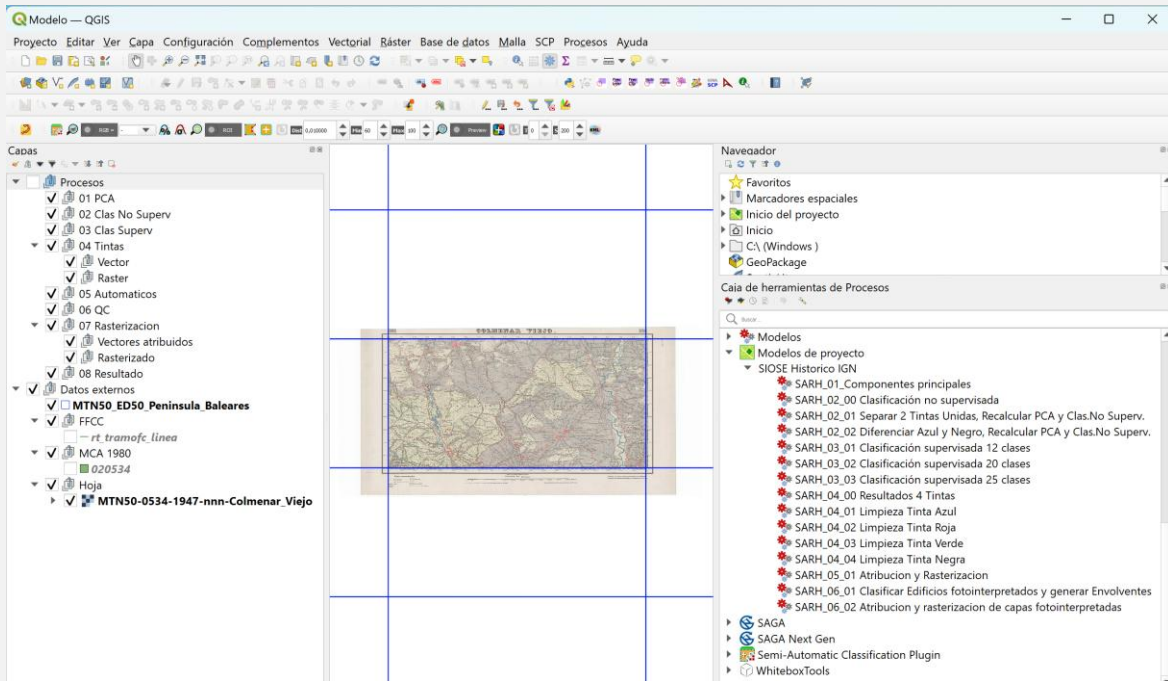 Modelo — QGIS
Proyecto Editar Ver Capa Configuración Complementos Vectorial Ráster Base de datos Malla SCP Procesos Ayuda
Capas
Procesos
01 PCA
02 Clas No Superv
03 Clas Superv
04 Tintas
Vector
Raster
05 Automaticos
06 QC
07 Rasterizacion
Vectores atribuidos
Rasterizado
08 Resultado
Datos externos
MTN50_ED50_Peninsula_Baleares
FFCC
rt_tramofc_linea
MCA 1980
020534
Hoja
MTN50-0534-1947-nnn-Colmenar_Viejo
COLMENAR VIEJO.
Navegador
Favoritos
Marcadores espaciales
Inicio del proyecto
Inicio
C:\ (Windows )
GeoPackage
Caja de herramientas de Procesos
Buscar...
Modelos
Modelos de proyecto
SIOSE Historico IGN
SARH_01_Componentes principales
SARH_02_00 Clasificación no supervisada
SARH_02_01 Separar 2 Tintas Unidas, Recalcular PCA y Clas.No Superv.
SARH_02_02 Diferenciar Azul y Negro, Recalcular PCA y Clas.No Superv.
SARH_03_01 Clasificación supervisada 12 clases
SARH_03_02 Clasificación supervisada 20 clases
SARH_03_03 Clasificación supervisada 25 clases
SARH_04_00 Resultados 4 Tintas
SARH_04_01 Limpieza Tinta Azul
SARH_04_02 Limpieza Tinta Roja
SARH_04_03 Limpieza Tinta Verde
SARH_04_04 Limpieza Tinta Negra
SARH_05_01 Atribucion y Rasterizacion
SARH_06_01 Clasificar Edificios fotointerpretados y generar Envolventes
SARH_06_02 Atribucion y rasterizacion de capas fotointerpretadas
SAGA
SAGA Next Gen
Semi-Automatic Classification Plugin
WhiteboxTools